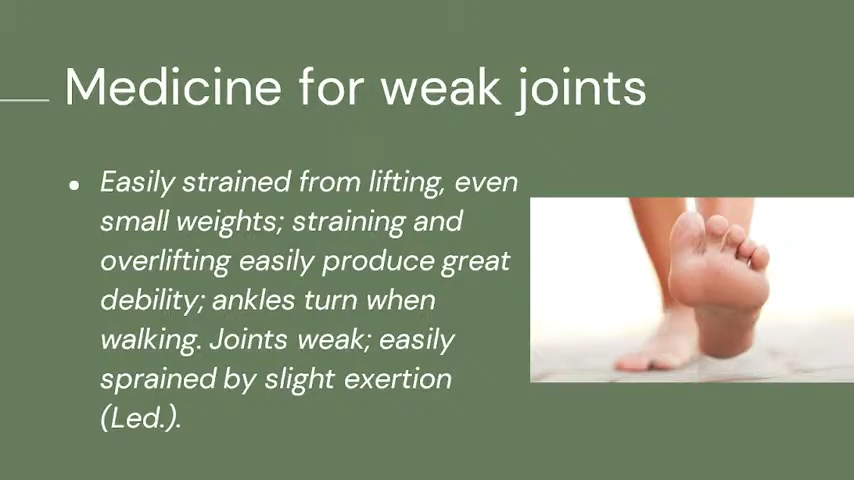 Medicine for weak joints
• Easily strained from lifting, even
small weights; straining and
overlifting easily produce great
debility; ankles turn when
walking. Joints weak; easily
sprained by slight exertion
(Led.).